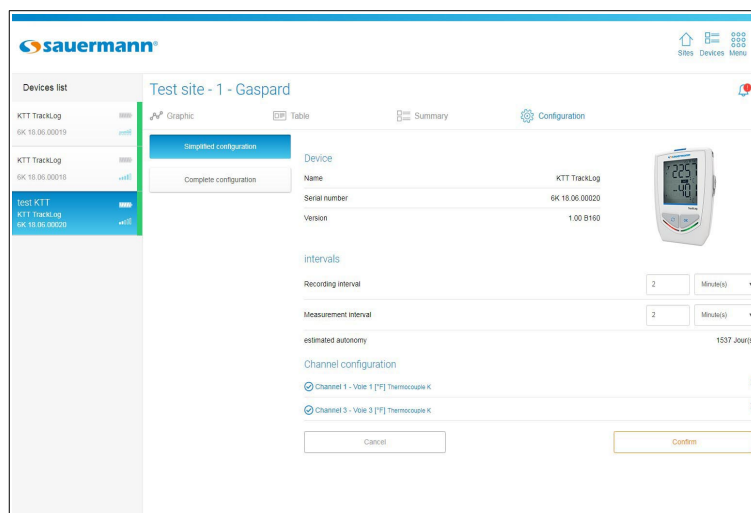 sauermann®
Sites Devices Menu
Devices list
Test site - 1 - Gaspard
KTT TrackLog
6K 18.06.00019
KTT TrackLog
6K 18.06.00018
test KTT
KTT TrackLog
6K 18.06.00020
Graphic Table Summary Configuration
Simplified configuration
Complete configuration
Device
Name KTT TrackLog
Serial number 6K 18.06.00020
Version 1.00 B160
intervals
Recording interval 2 Minute(s)
Measurement interval 2 Minute(s)
estimated autonomy 1537 Jour(s
Channel configuration
Channel 1 - Voie 1 [°F] Thermocouple K
Channel 3 - Voie 3 [°F] Thermocouple K
Cancel Confirm